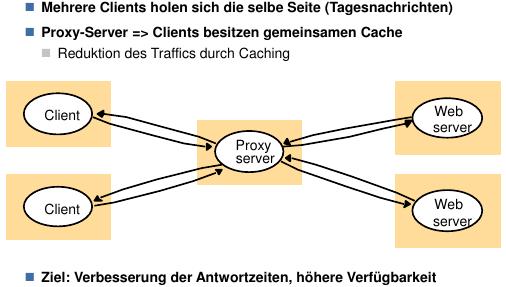 Mehrere Clients holen sich die selbe Seite (Tagesnachrichten)
Proxy-Server => Clients besitzen gemeinsamen Cache
Reduktion des Traffics durch Caching
Client
Web
server
Proxy
server
Client
Web
server
Ziel: Verbesserung der Antwortzeiten, höhere Verfügbarkeit